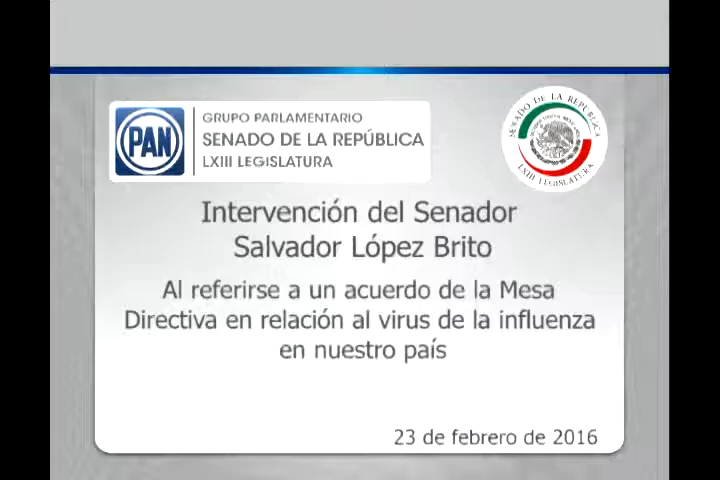 PAN
GRUPO PARLAMENTARIO
SENADO DE LA REPÚBLICA
LXIII LEGISLATURA
SENADO DE LA REPÚBLICA
LXIII LEGISLATURA
Intervención del Senador
Salvador López Brito
Al referirse a un acuerdo de la Mesa
Directiva en relación al virus de la influenza
en nuestro país
23 de febrero de 2016